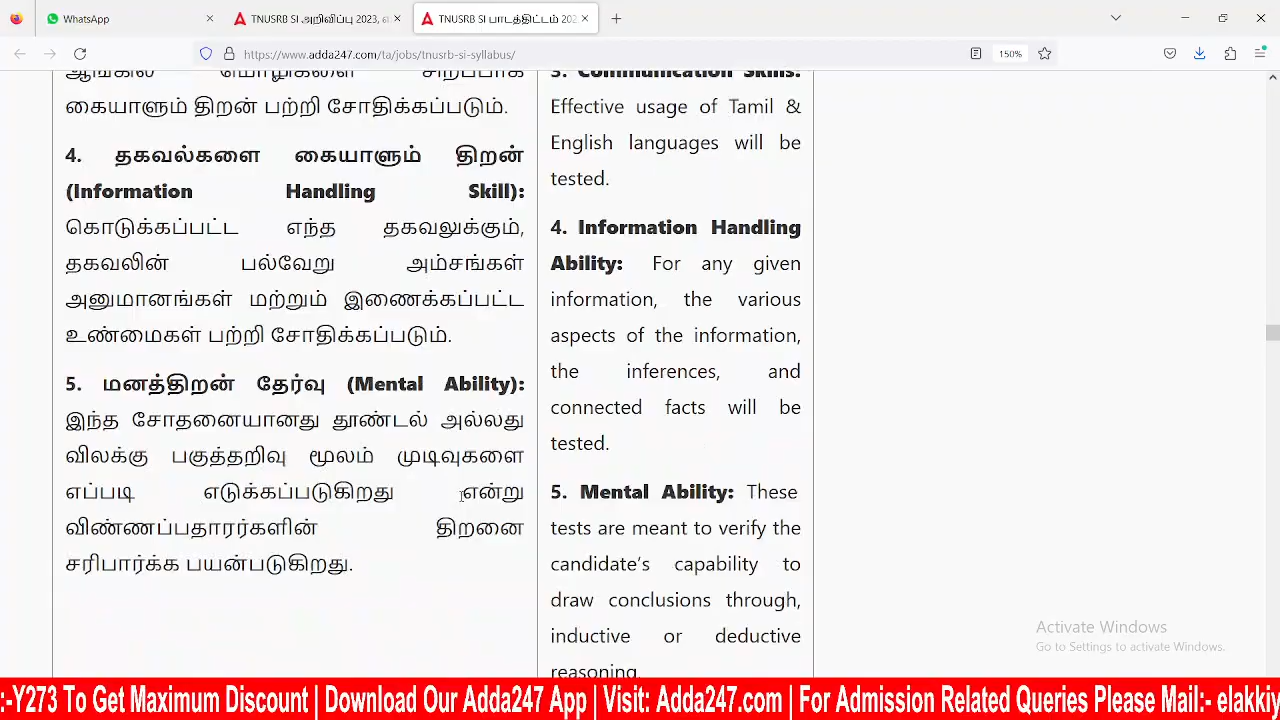 WhatsApp
TNUSRB SI அறிவிப்பு 2023,
TNUSRB SI பாடத்திட்டம் 202
https://www.adda247.com/ta/jobs/tnusrb-si-syllabus/
150%
கையாளும் திறன் பற்றி சோதிக்கப்படும்.
4. தகவல்களை கையாளும் திறன்
(Information Handling Skill):
கொடுக்கப்பட்ட எந்த தகவலுக்கும்,
தகவலின் பல்வேறு அம்சங்கள்
அனுமானங்கள் மற்றும் இணைக்கப்பட்ட
உண்மைகள் பற்றி சோதிக்கப்படும்.
5. மனத்திறன் தேர்வு (Mental Ability):
இந்த சோதனையானது தூண்டல் அல்லது
விலக்கு பகுத்தறிவு மூலம் முடிவுகளை
எப்படி எடுக்கப்படுகிறது என்று
விண்ணப்பதாரர்களின் திறனை
சரிபார்க்க பயன்படுகிறது.
3. Communication Skills:
Effective usage of Tamil &
English languages will be
tested.
4. Information Handling
Ability: For any given
information, the various
aspects of the information,
the inferences, and
connected facts will be
tested.
5. Mental Ability: These
tests are meant to verify the
candidate's capability to
draw conclusions through,
inductive or deductive
reasoning.
Activate Windows
Go to Settings to activate Windows.
:-Y273 To Get Maximum Discount | Download Our Adda247 App | Visit: Adda247.com | For Admission Related Queries Please Mail:- elakkiy